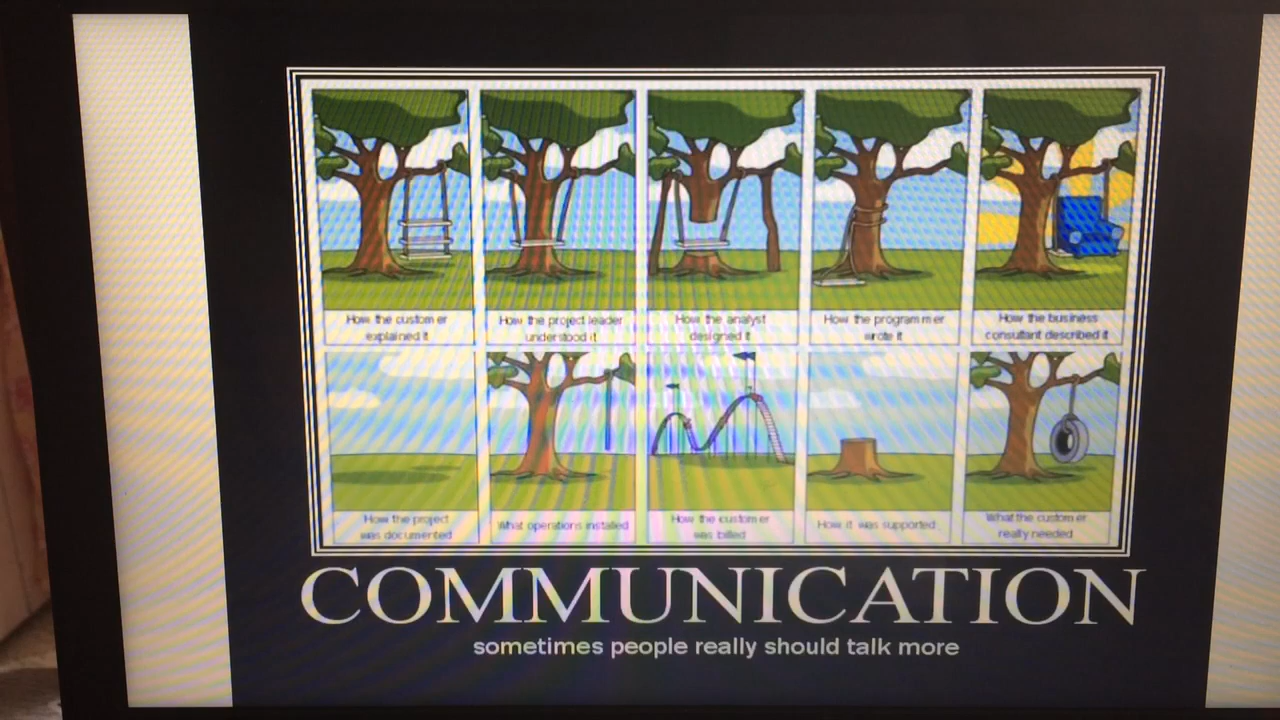 How the customer
explained it
How the project leader
understood it
How the analyst
designed it
How the programmer
wrote it
How the business
consultant described it
How the project
was documented
What operations installed
How the customer
was billed
How it was supported
What the customer
really needed
COMMUNICATION
sometimes people really should talk more